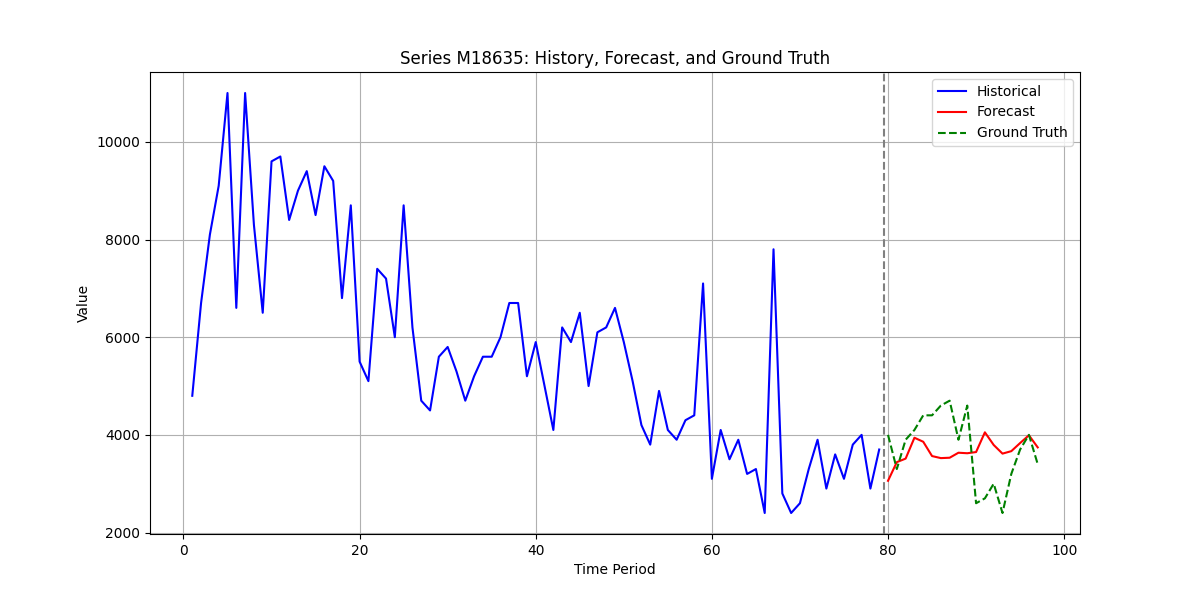 Series M18635: History, Forecast, and Ground Truth
Historical
Forecast
Ground Truth
10000
8000
6000
4000
2000
Value
0 20 40 60 80 100
Time Period